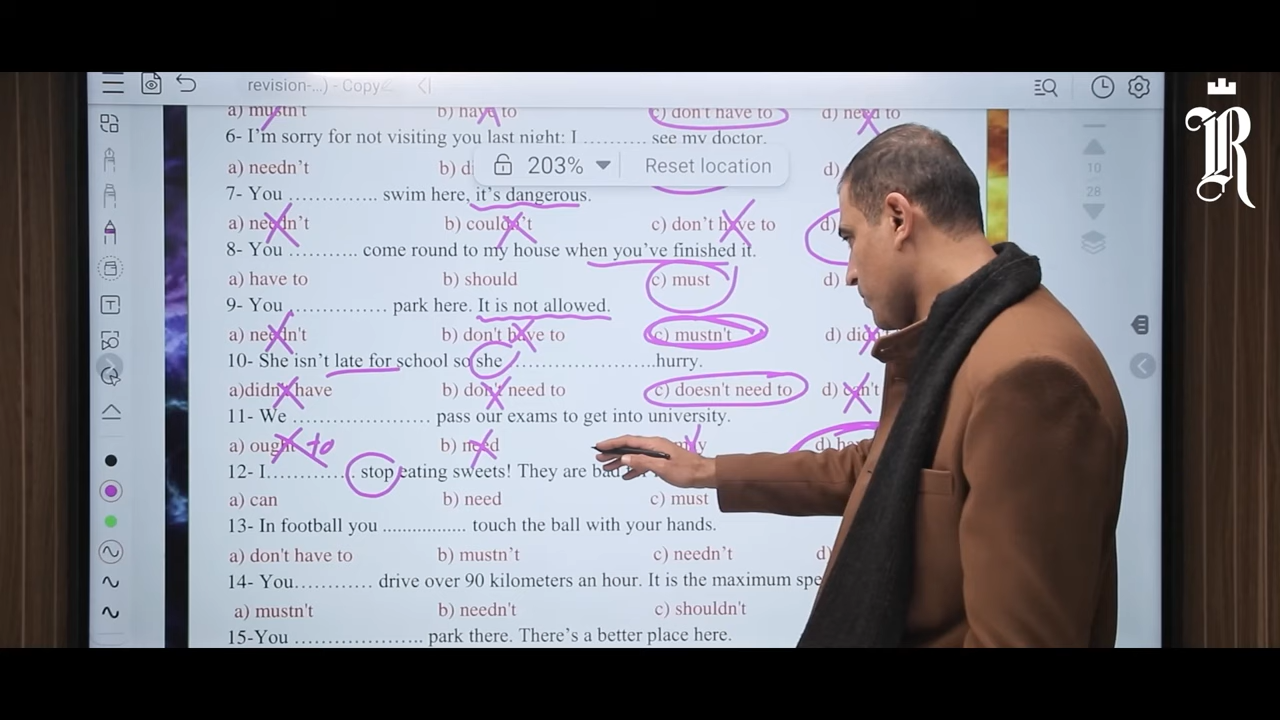 revision-...) - Copy
a) mustn't b) have to c) don't have to d) need to
6- I'm sorry for not visiting you last night: I .......... see my doctor.
203% Reset location
a) needn't b) d)
7- You .............. swim here, it's dangerous.
a) needn't b) couldn't c) don't have to d)
8- You ........... come round to my house when you've finished it.
a) have to b) should c) must d)
9- You ................ park here. It is not allowed.
a) needn't b) don't have to c) mustn't d)
10- She isn't late for school so she .......................hurry.
a)didn't have b) don't need to c) doesn't need to d) can't
11- We ...................... pass our exams to get into university.
a) ought to b) need d)
12- I.............. stop eating sweets! They are bad
a) can b) need c) must
13- In football you ................ touch the ball with your hands.
a) don't have to b) mustn't c) needn't d)
14- You............ drive over 90 kilometers an hour. It is the maximum
a) mustn't b) needn't c) shouldn't
15-You ..................... park there. There's a better place here.
10
28
R